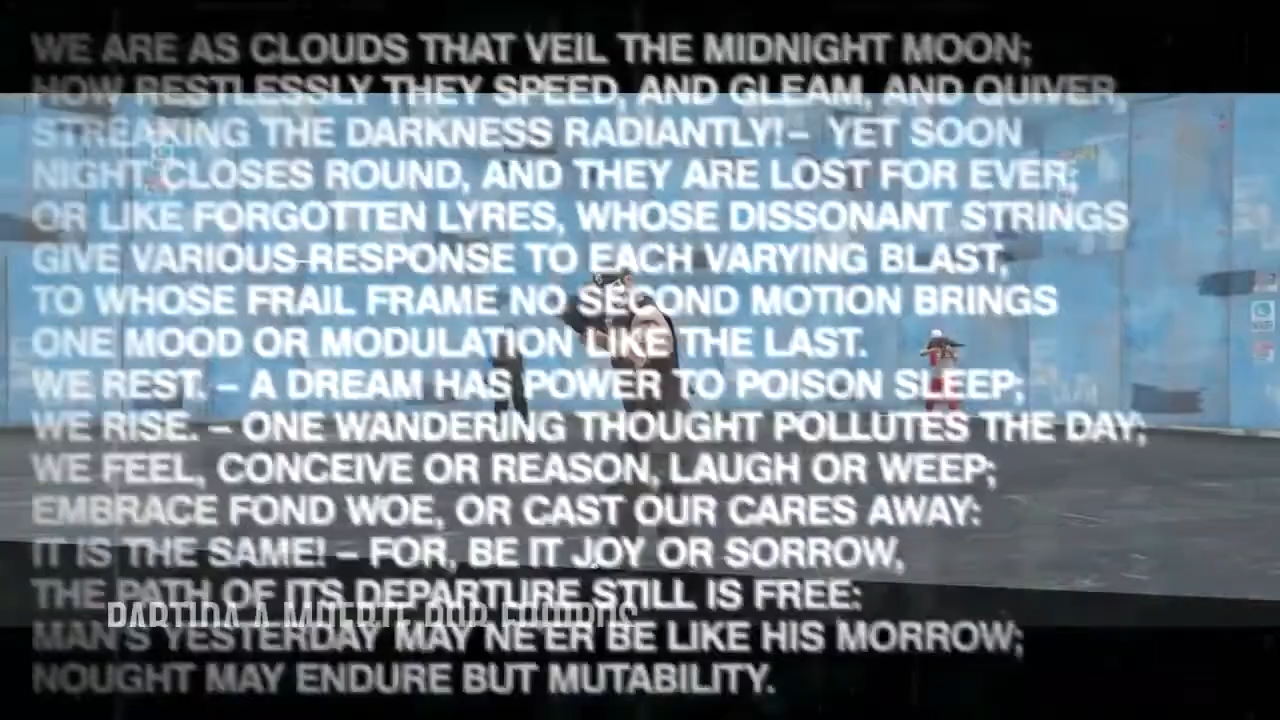 WE ARE AS CLOUDS THAT VEIL THE MIDNIGHT MOON;
HOW RESTLESSLY THEY SPEED, AND GLEAM, AND QUIVER,
STREAKING THE DARKNESS RADIANTLY!– YET SOON
NIGHT CLOSES ROUND, AND THEY ARE LOST FOR EVER;
OR LIKE FORGOTTEN LYRES, WHOSE DISSONANT STRINGS
GIVE VARIOUS RESPONSE TO EACH VARYING BLAST,
TO WHOSE FRAIL FRAME NO SECOND MOTION BRINGS
ONE MOOD OR MODULATION LIKE THE LAST.
WE REST. – A DREAM HAS POWER TO POISON SLEEP;
WE RISE. – ONE WANDERING THOUGHT POLLUTES THE DAY;
WE FEEL, CONCEIVE OR REASON, LAUGH OR WEEP;
EMBRACE FOND WOE, OR CAST OUR CARES AWAY:
IT IS THE SAME! – FOR, BE IT JOY OR SORROW,
THE PATH OF ITS DEPARTURE STILL IS FREE:
PARTIDA A MUERTE POR EQUIPOS
MAN'S YESTERDAY MAY NE'ER BE LIKE HIS MORROW;
NOUGHT MAY ENDURE BUT MUTABILITY.